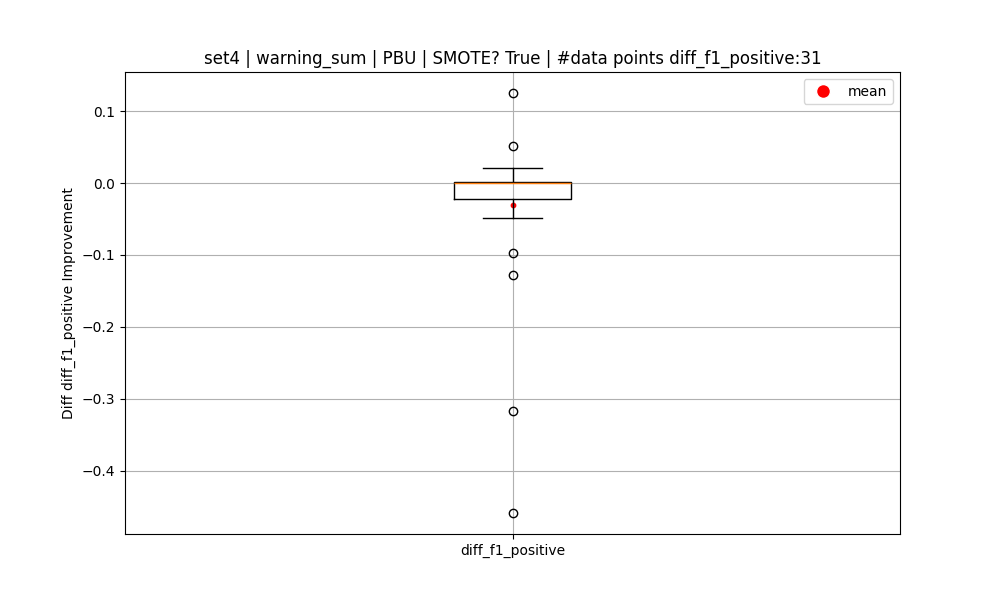 set4 | warning_sum | PBU | SMOTE? True | #data points diff_f1_positive:31
mean
0.1
0.0
−0.1
−0.2
−0.3
−0.4
Diff diff_f1_positive Improvement
diff_f1_positive